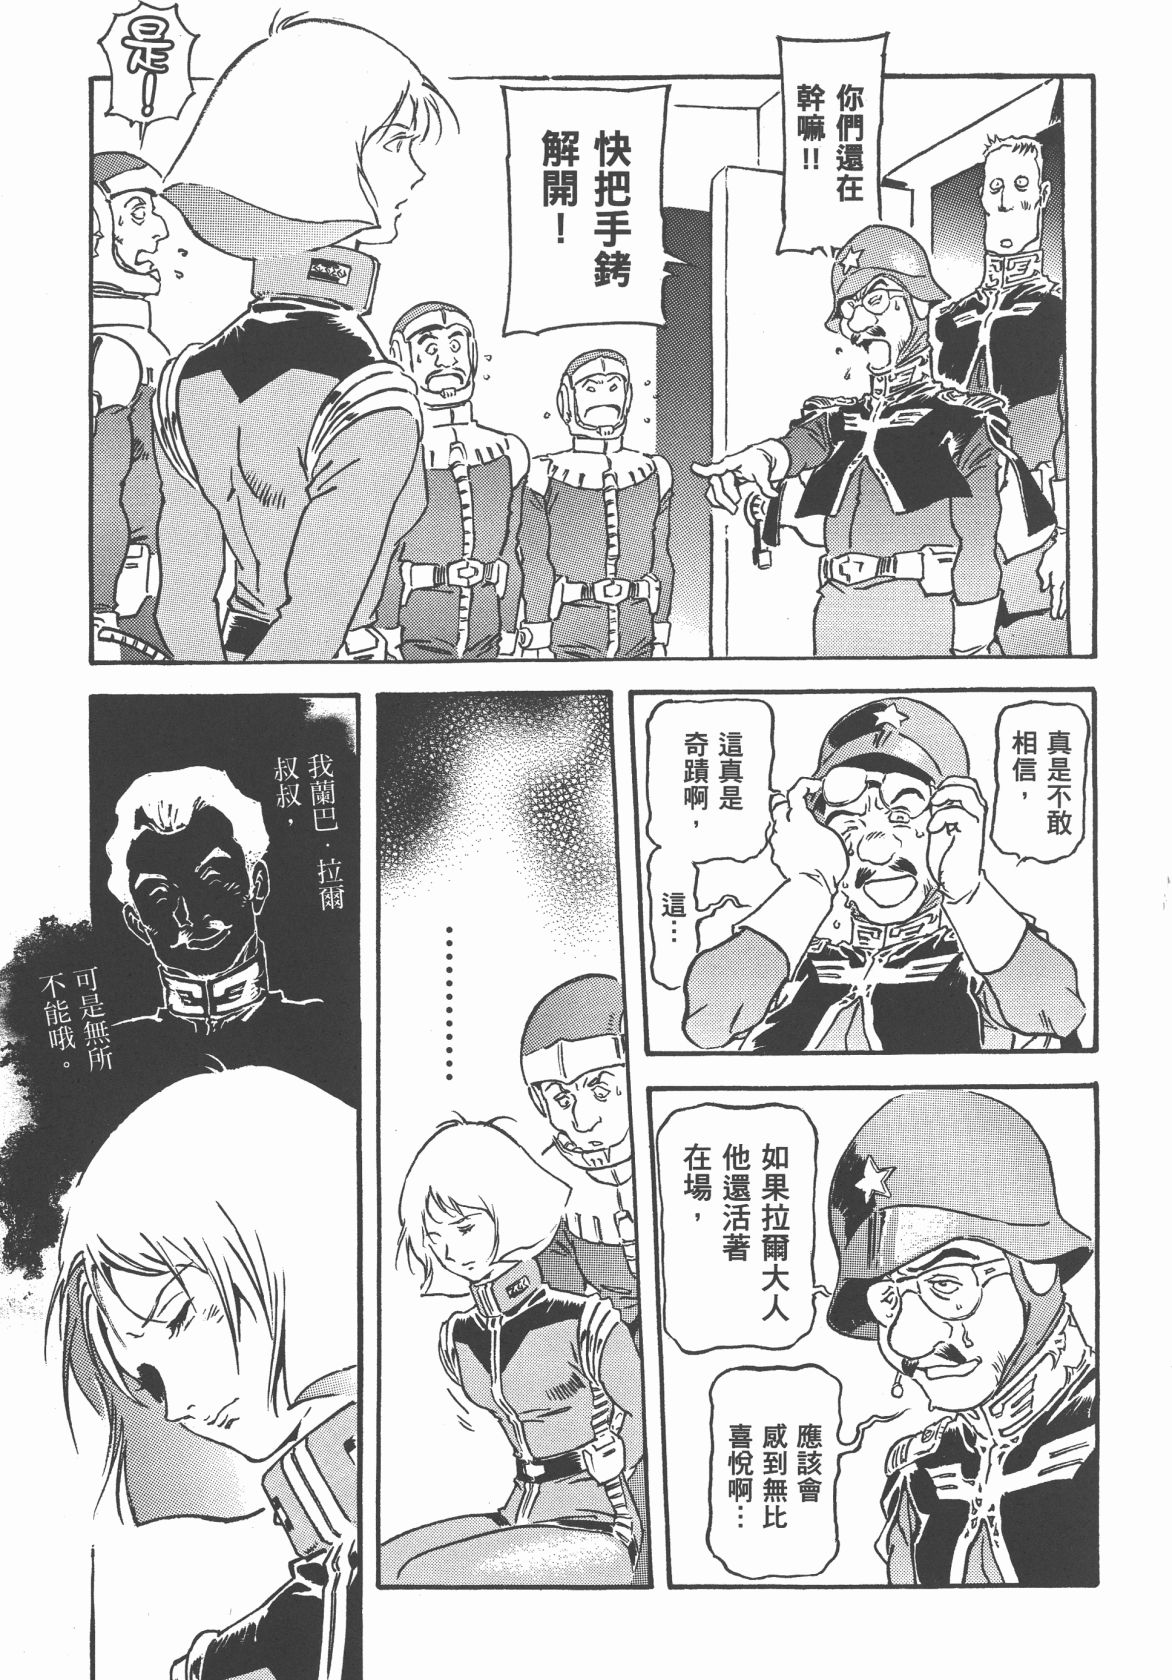 你們還在
幹嘛!!
快把手銬
解開！
是！
真是不敢
相信，
這真是
奇蹟啊，
這…
如果拉爾大人
他還活著
在場，
應該會
感到無比
喜悅啊…
…………
我蘭巴．拉爾
叔叔，
可是無所
不能哦。